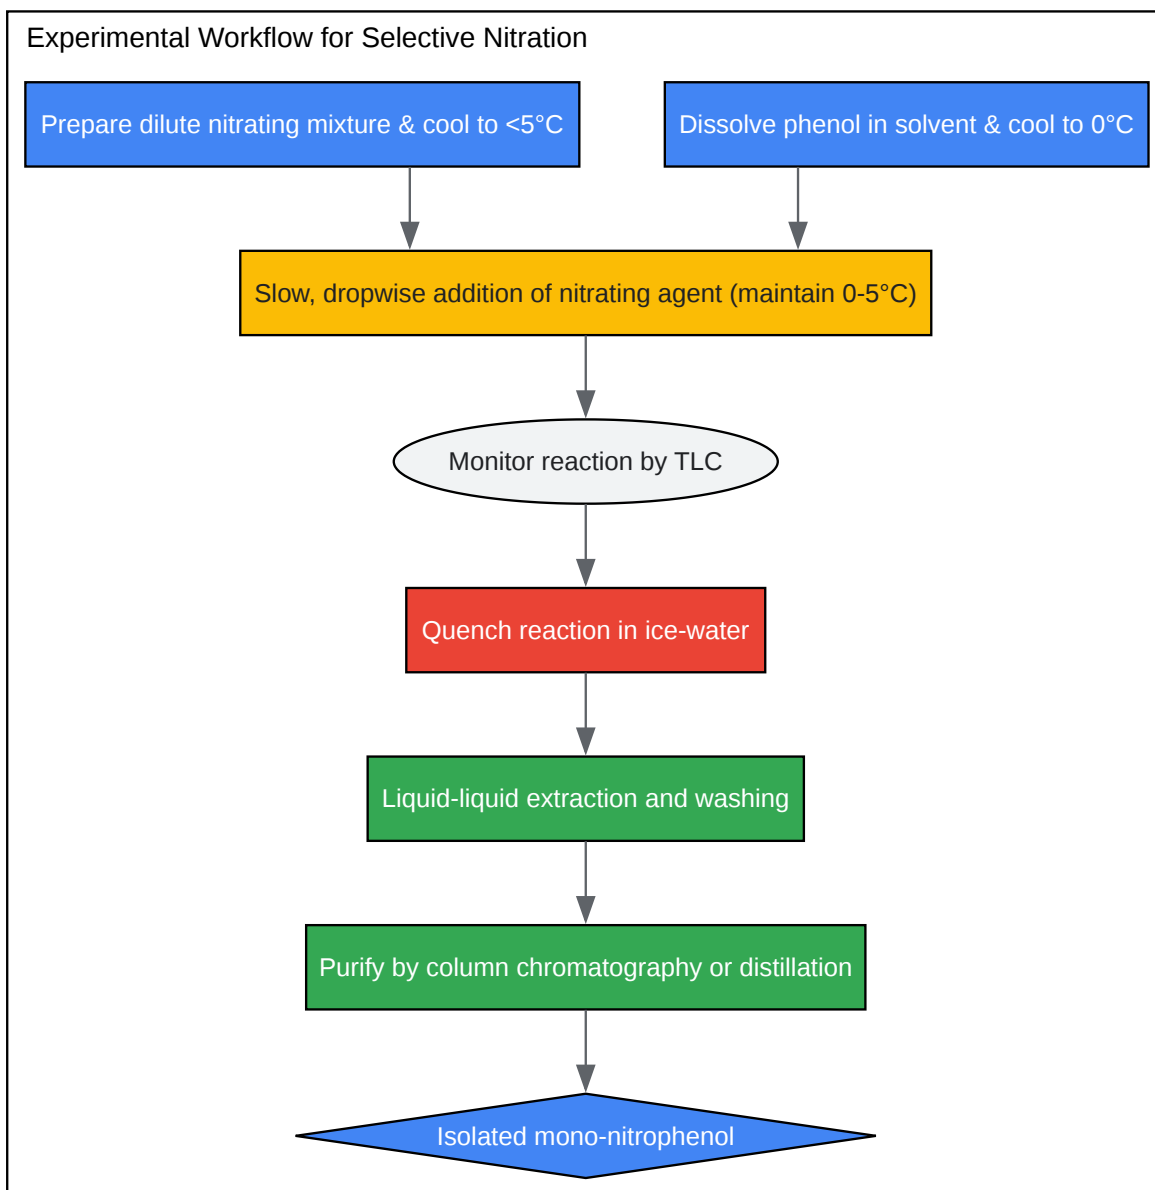 Experimental Workflow for Selective Nitration
Prepare dilute nitrating mixture & cool to <5°C
Dissolve phenol in solvent & cool to 0°C
Slow, dropwise addition of nitrating agent (maintain 0-5°C)
Monitor reaction by TLC
Quench reaction in ice-water
Liquid-liquid extraction and washing
Purify by column chromatography or distillation
Isolated mono-nitrophenol